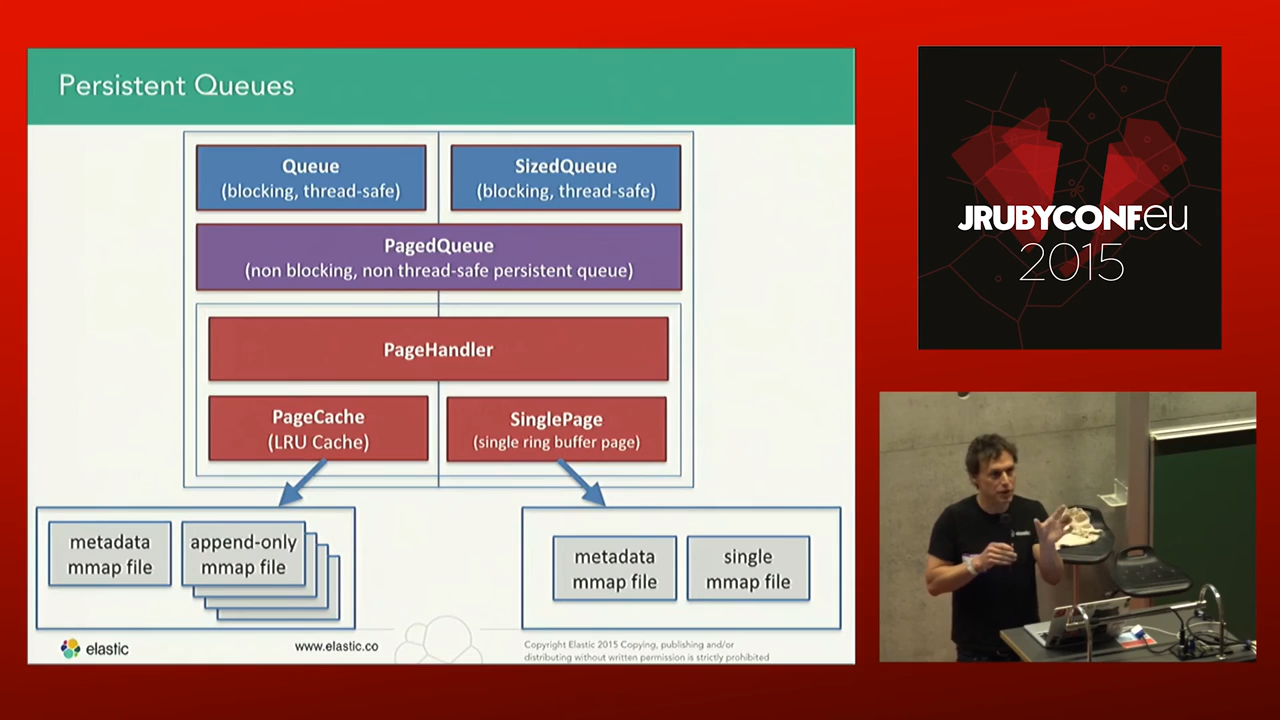 Persistent Queues
Queue
(blocking, thread-safe)
SizedQueue
(blocking, thread-safe)
PagedQueue
(non blocking, non thread-safe persistent queue)
PageHandler
PageCache
(LRU Cache)
SinglePage
(single ring buffer page)
metadata
mmap file
append-only
mmap file
metadata
mmap file
single
mmap file
elastic
www.elastic.co
Copyright Elastic 2015 Copying, publishing and/or
distributing without written permission is strictly prohibited
JRUBYCONF.eu
2015
elastic